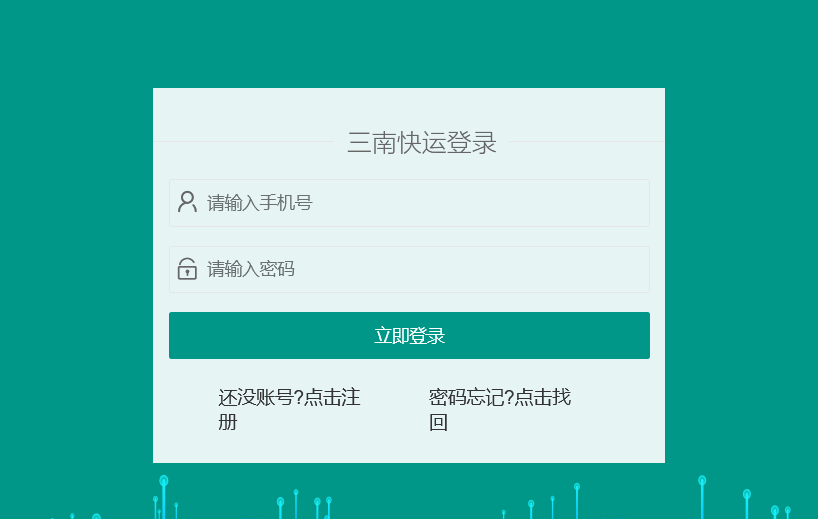 三南快运登录
请输入手机号
请输入密码
立即登录
还没账号?点击注
册
密码忘记?点击找
回